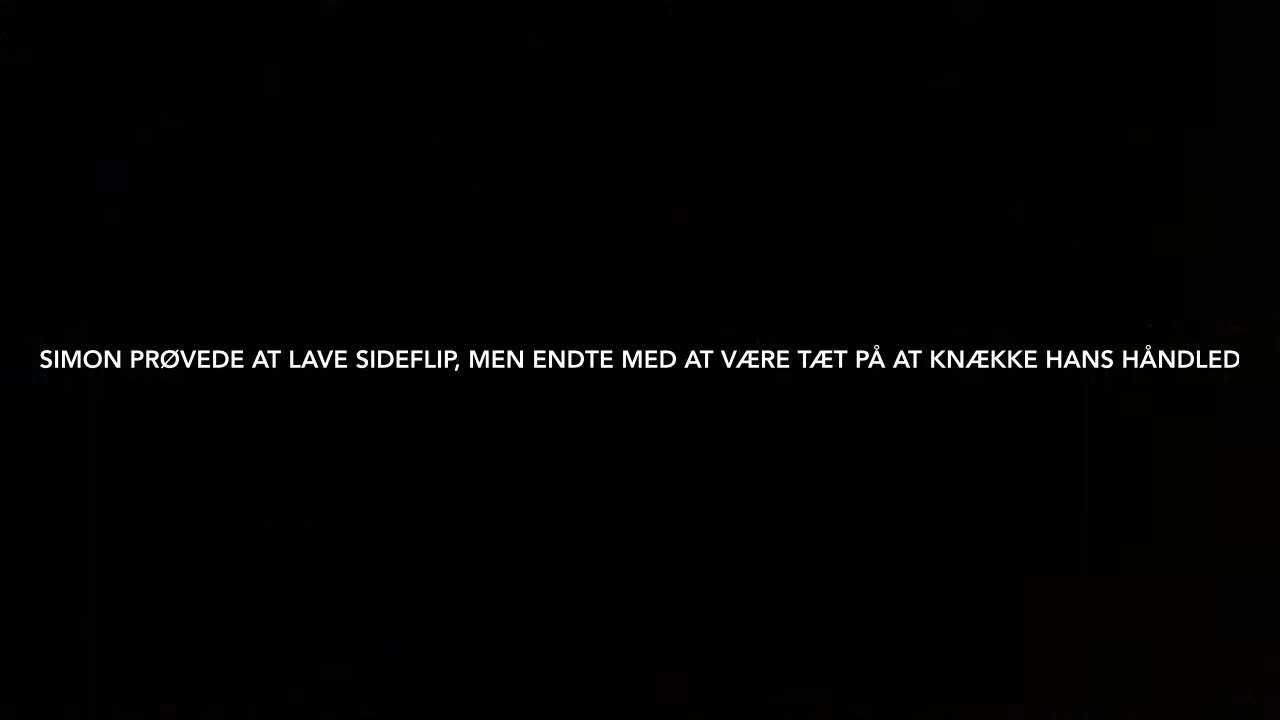 SIMON PRØVEDE AT LAVE SIDEFLIP, MEN ENDTE MED AT VÆRE TÆT PÅ AT KNÆKKE HANS HÅNDLED